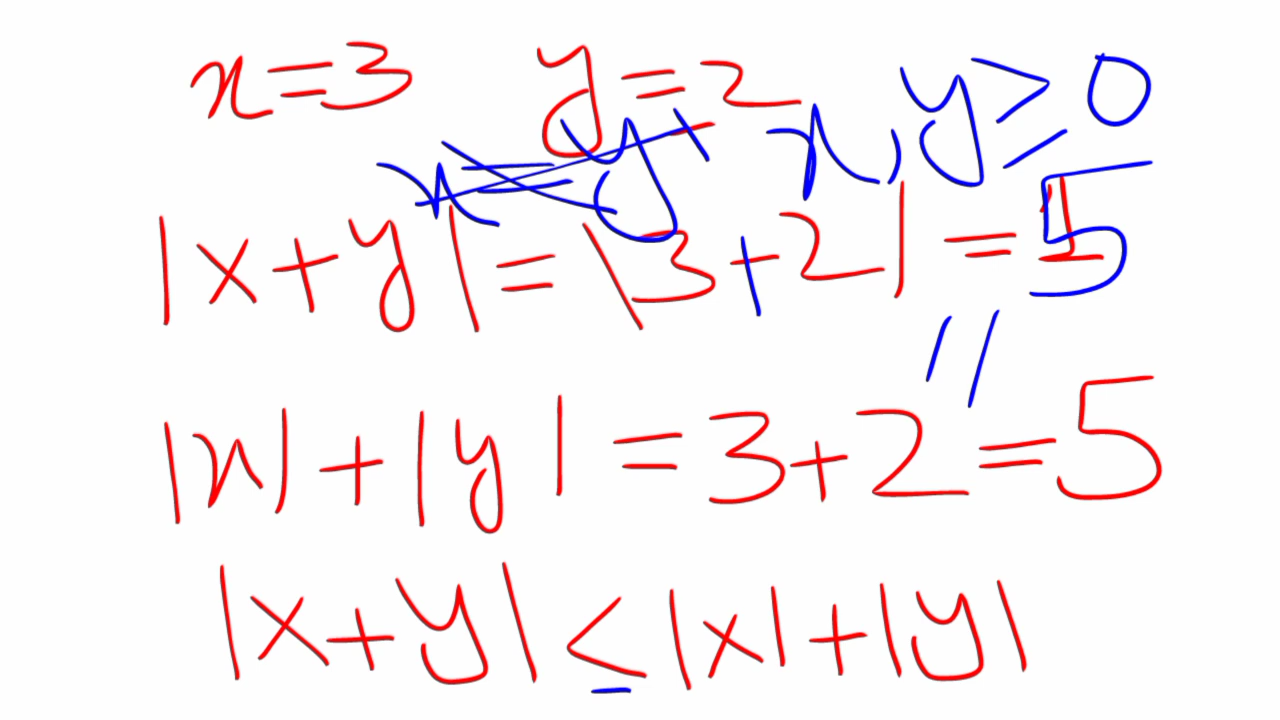 x=3 y=2 x,y≥0
|x+y|=|3+2|=5
"
|x|+|y|=3+2=5
|x+y|≤|x|+|y|